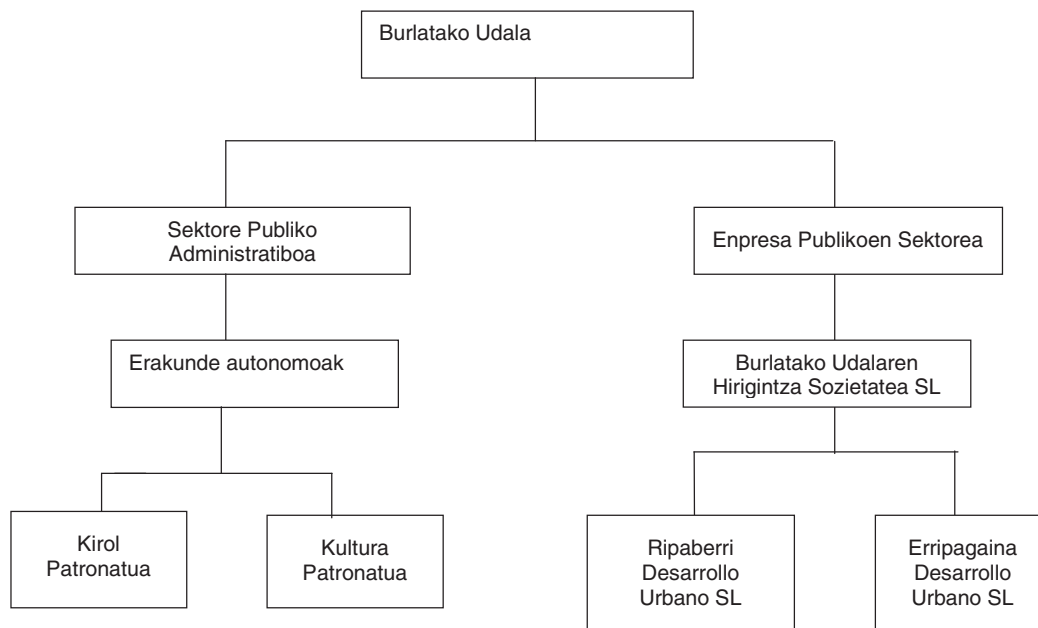 Burlatako Udala
Sektore Publiko
Administratiboa
Enpresa Publikoen Sektorea
Erakunde autonomoak
Burlatako Udalaren
Hirigintza Sozietatea SL
Kirol
Patronatua
Kultura
Patronatua
Ripaberri
Desarrollo
Urbano SL
Erripagaina
Desarrollo
Urbano SL